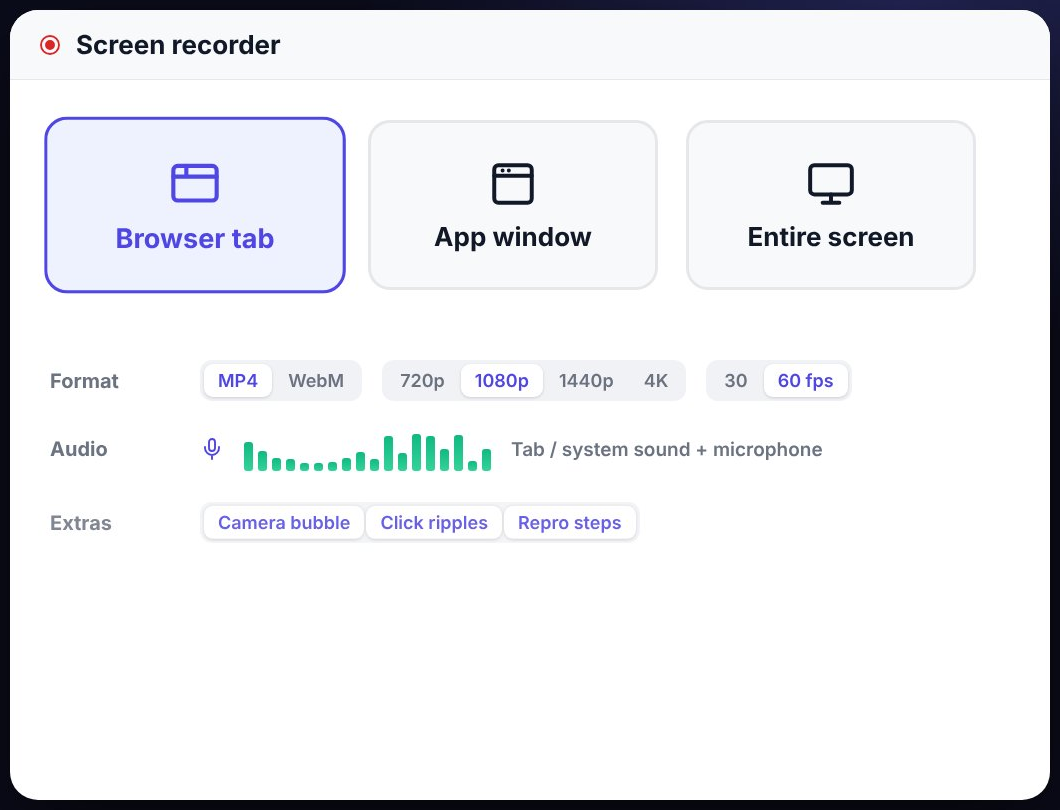 Screen recorder
Browser tab
App window
Entire screen
Format
MP4
WebM
720p
1080p
1440p
4K
30
60 fps
Audio
Tab / system sound + microphone
Extras
Camera bubble
Click ripples
Repro steps